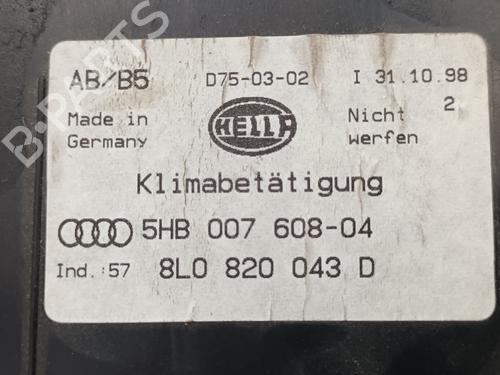 AB/B5 D75-03-02 I 31.10.98
Made in Germany HELLA Nicht 2. werfen
Klimabetätigung
5HB 007 608-04
Ind.:57 8L0 820 043 D
B-PARTS